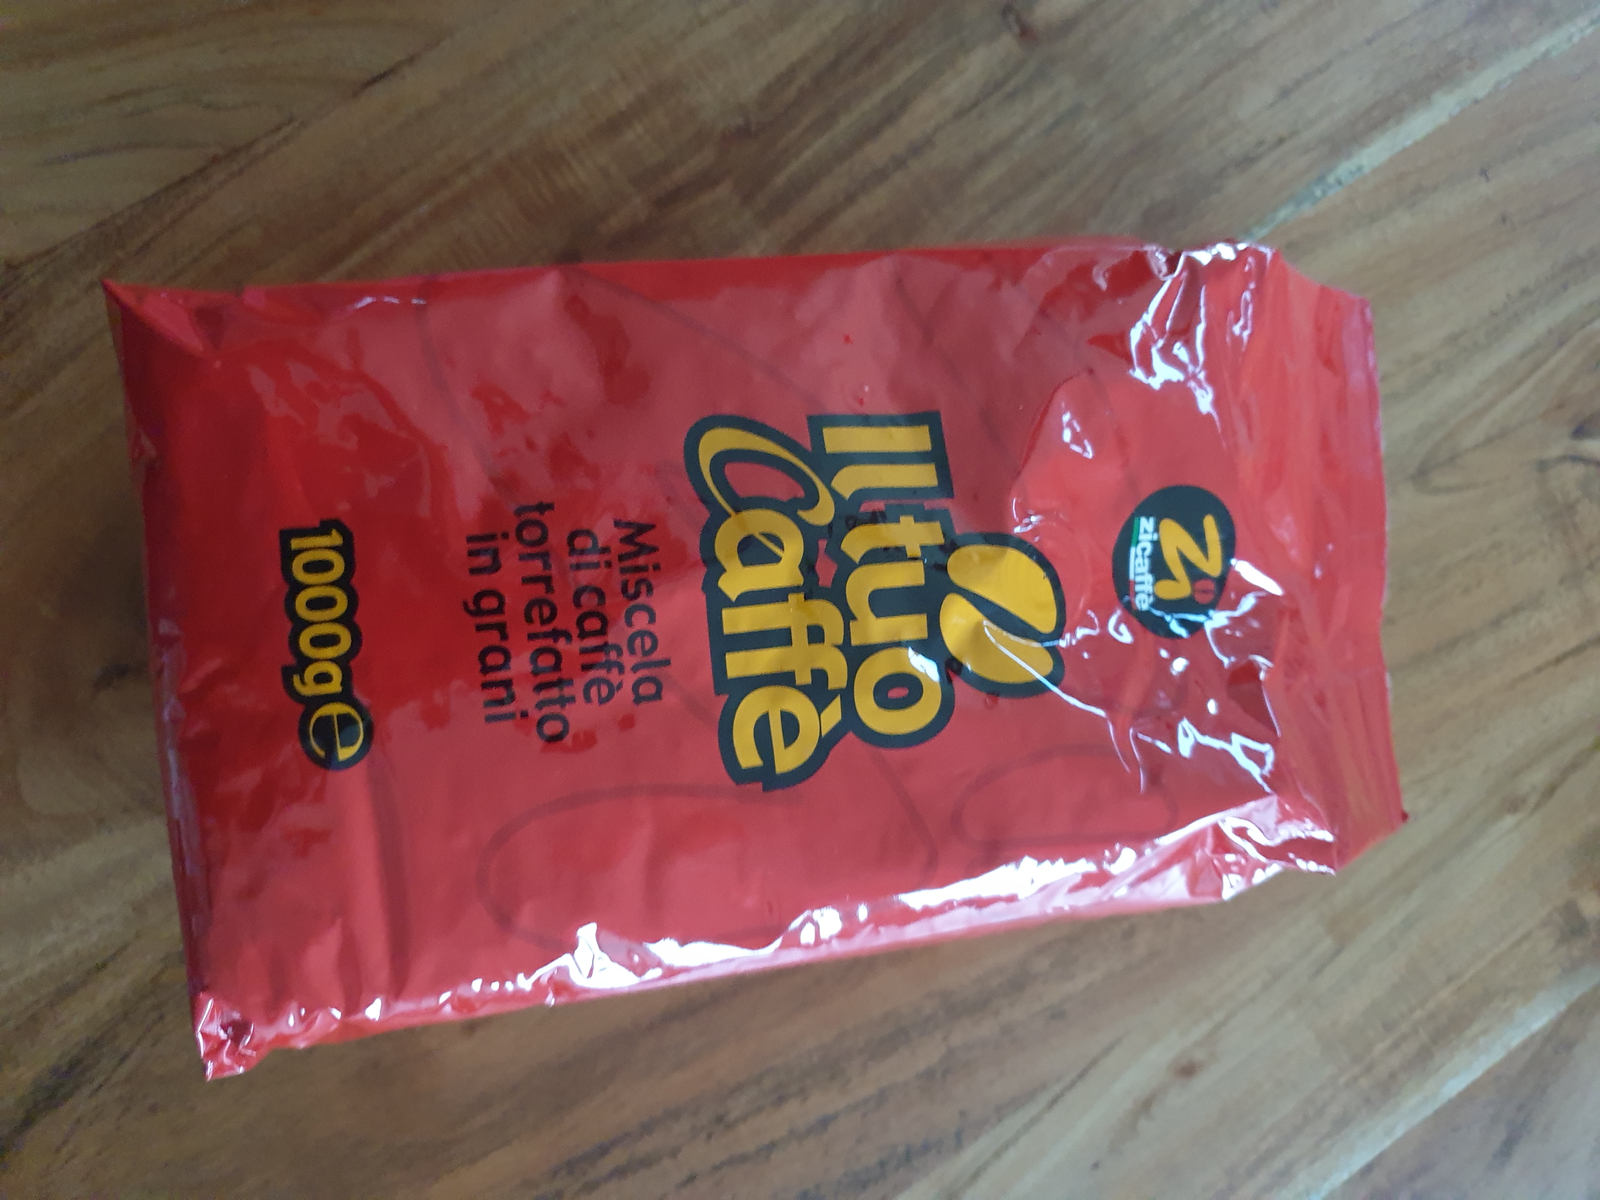 Zi
zicaffè
Il tuo
Caffè
Miscela
di caffè
torrefatto
in grani
1000g e